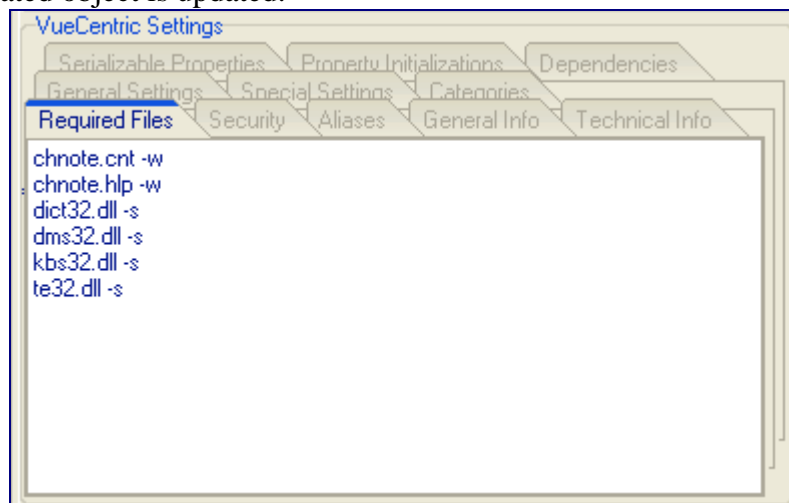 ated object is updated.
VueCentric Settings
Serializable Properties Property Initializations Dependencies
General Settings Special Settings Categories
Required Files Security Aliases General Info Technical Info
chnote.cnt -w
chnote.hlp -w
dict32.dll -s
dms32.dll -s
kbs32.dll -s
te32.dll -s